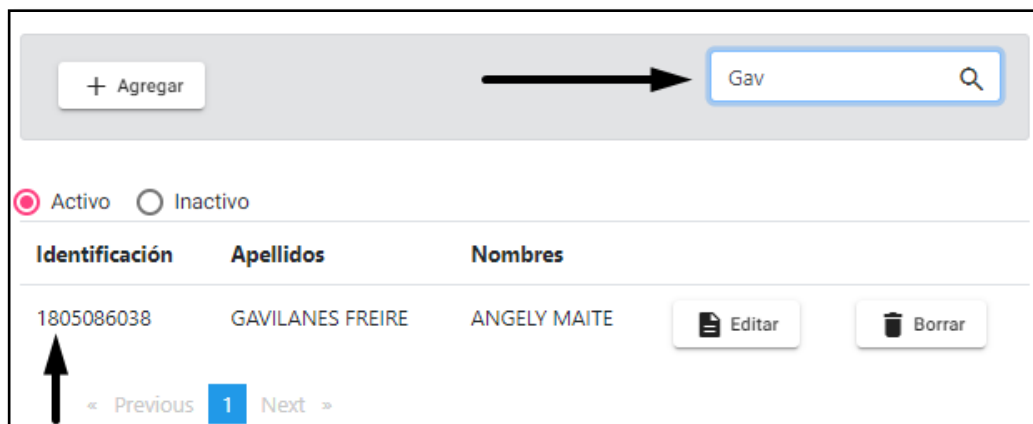 + Agregar Gav
Activo Inactivo
Identificación Apellidos Nombres
1805086038 GAVILANES FREIRE ANGELY MAITE Editar Borrar
« Previous 1 Next »